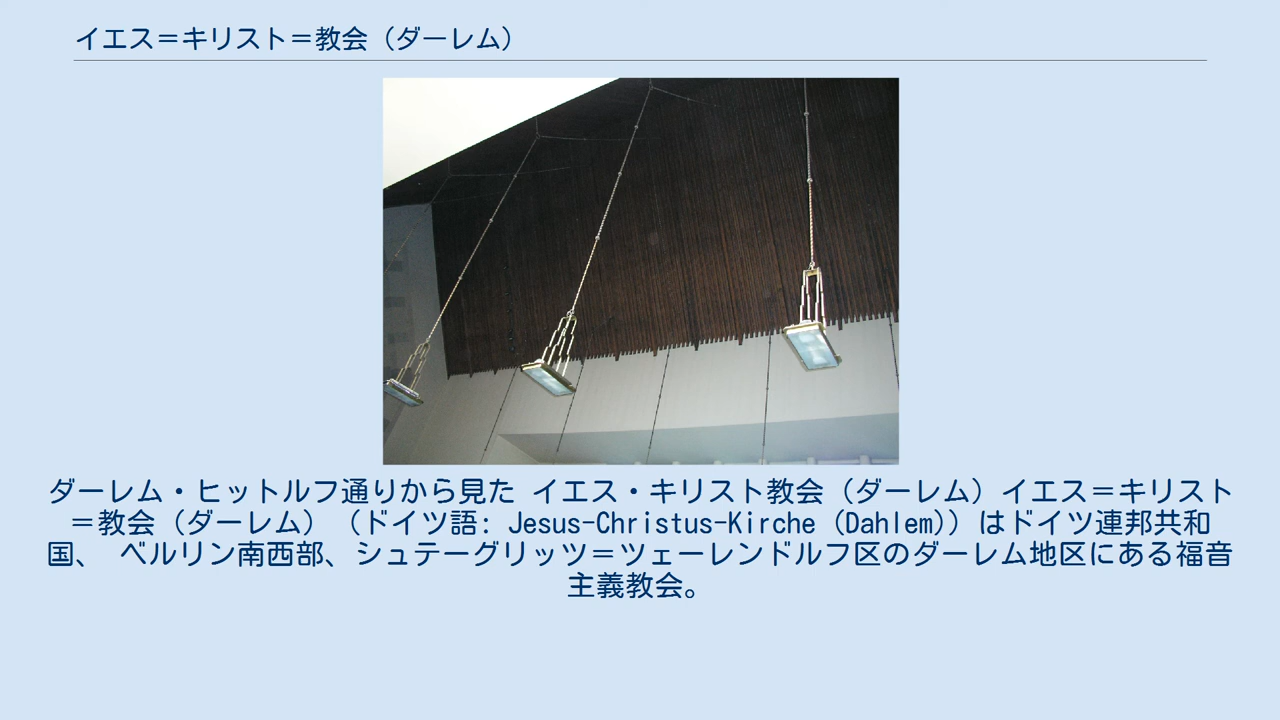 イエス＝キリスト＝教会（ダーレム）
ダーレム・ヒットルフ通りから見た イエス・キリスト教会（ダーレム）イエス＝キリスト
＝教会（ダーレム）（ドイツ語: Jesus-Christus-Kirche (Dahlem)）はドイツ連邦共和
国、 ベルリン南西部、シュテーグリッツ＝ツェーレンドルフ区のダーレム地区にある福音
主義教会。